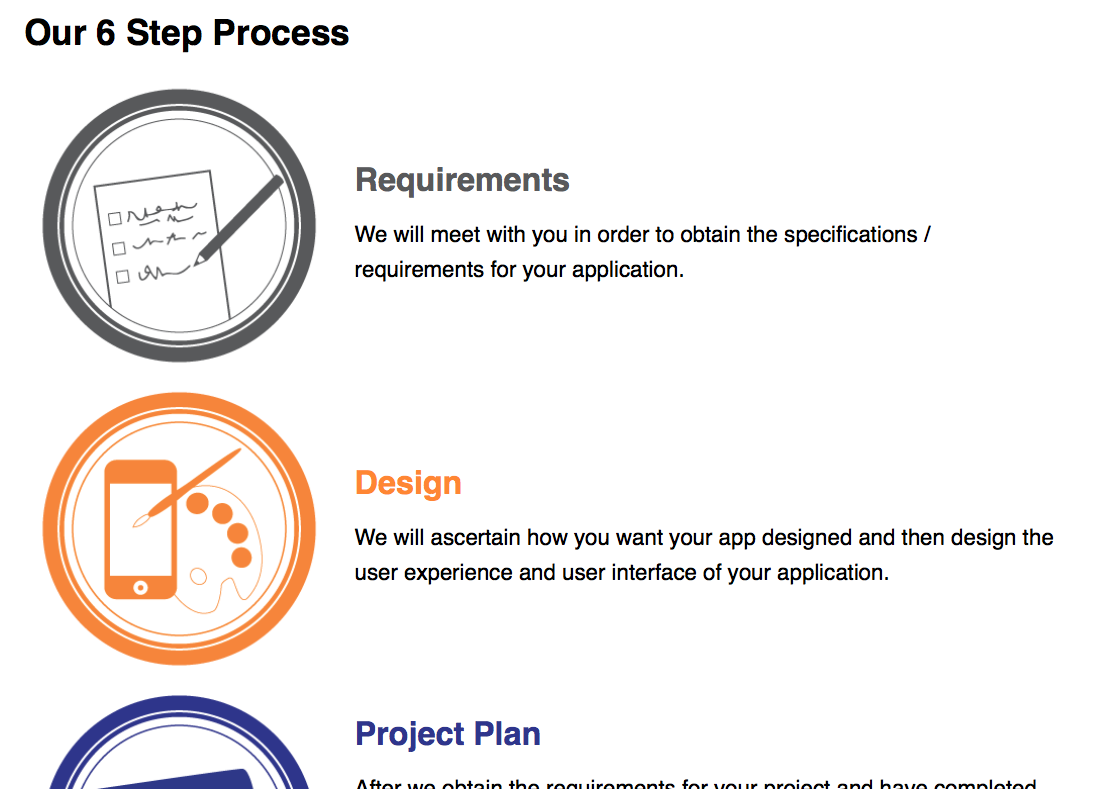 Our 6 Step Process
Requirements
We will meet with you in order to obtain the specifications /
requirements for your application.
Design
We will ascertain how you want your app designed and then design the
user experience and user interface of your application.
Project Plan
After we obtain the requirements for your project and have completed